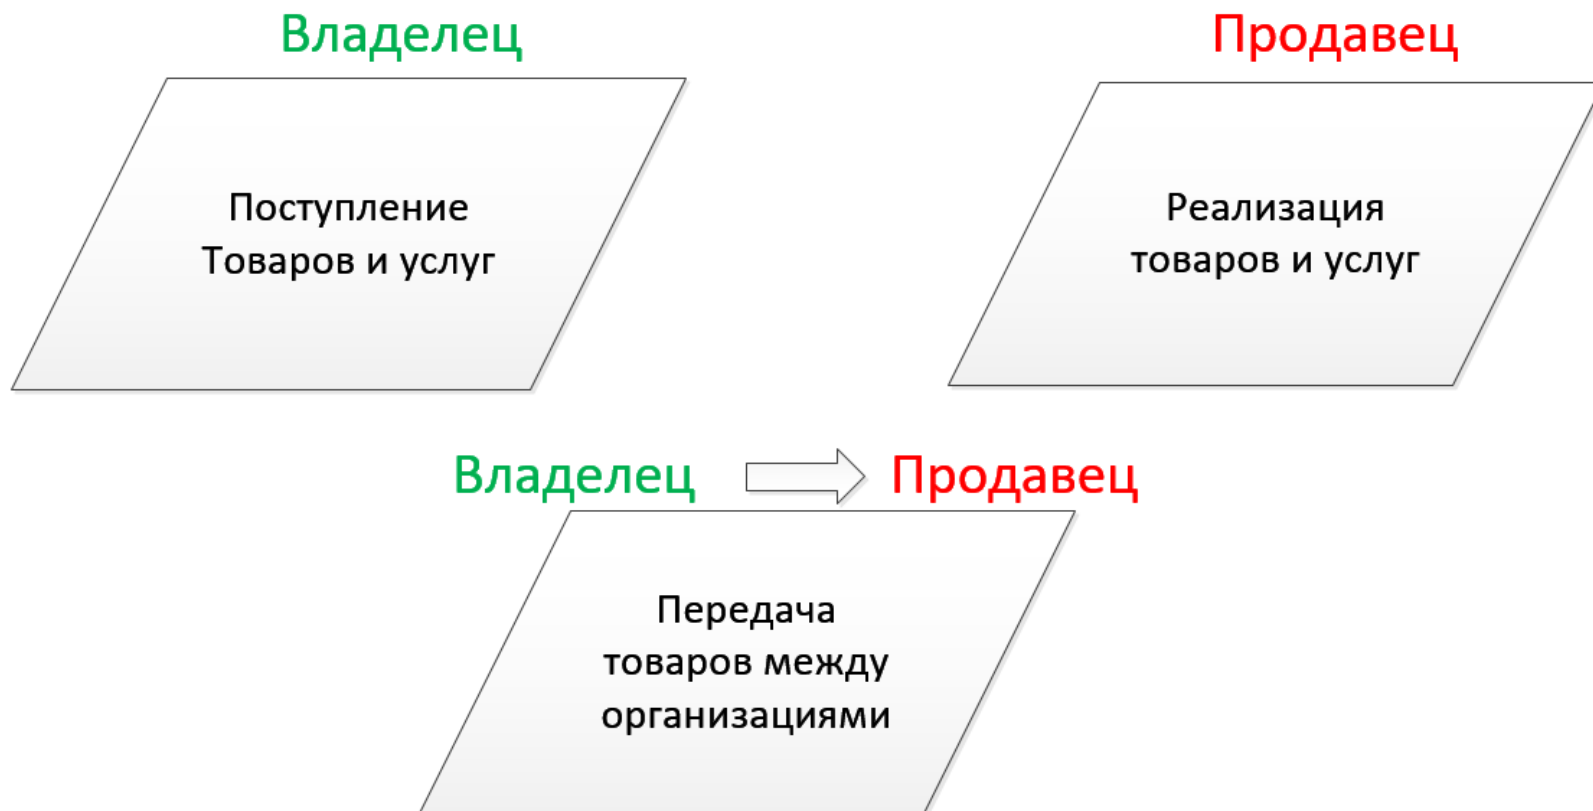 Владелец
Продавец
Поступление
Товаров и услуг
Реализация
товаров и услуг
Владелец
Продавец
Передача
товаров между
организациями